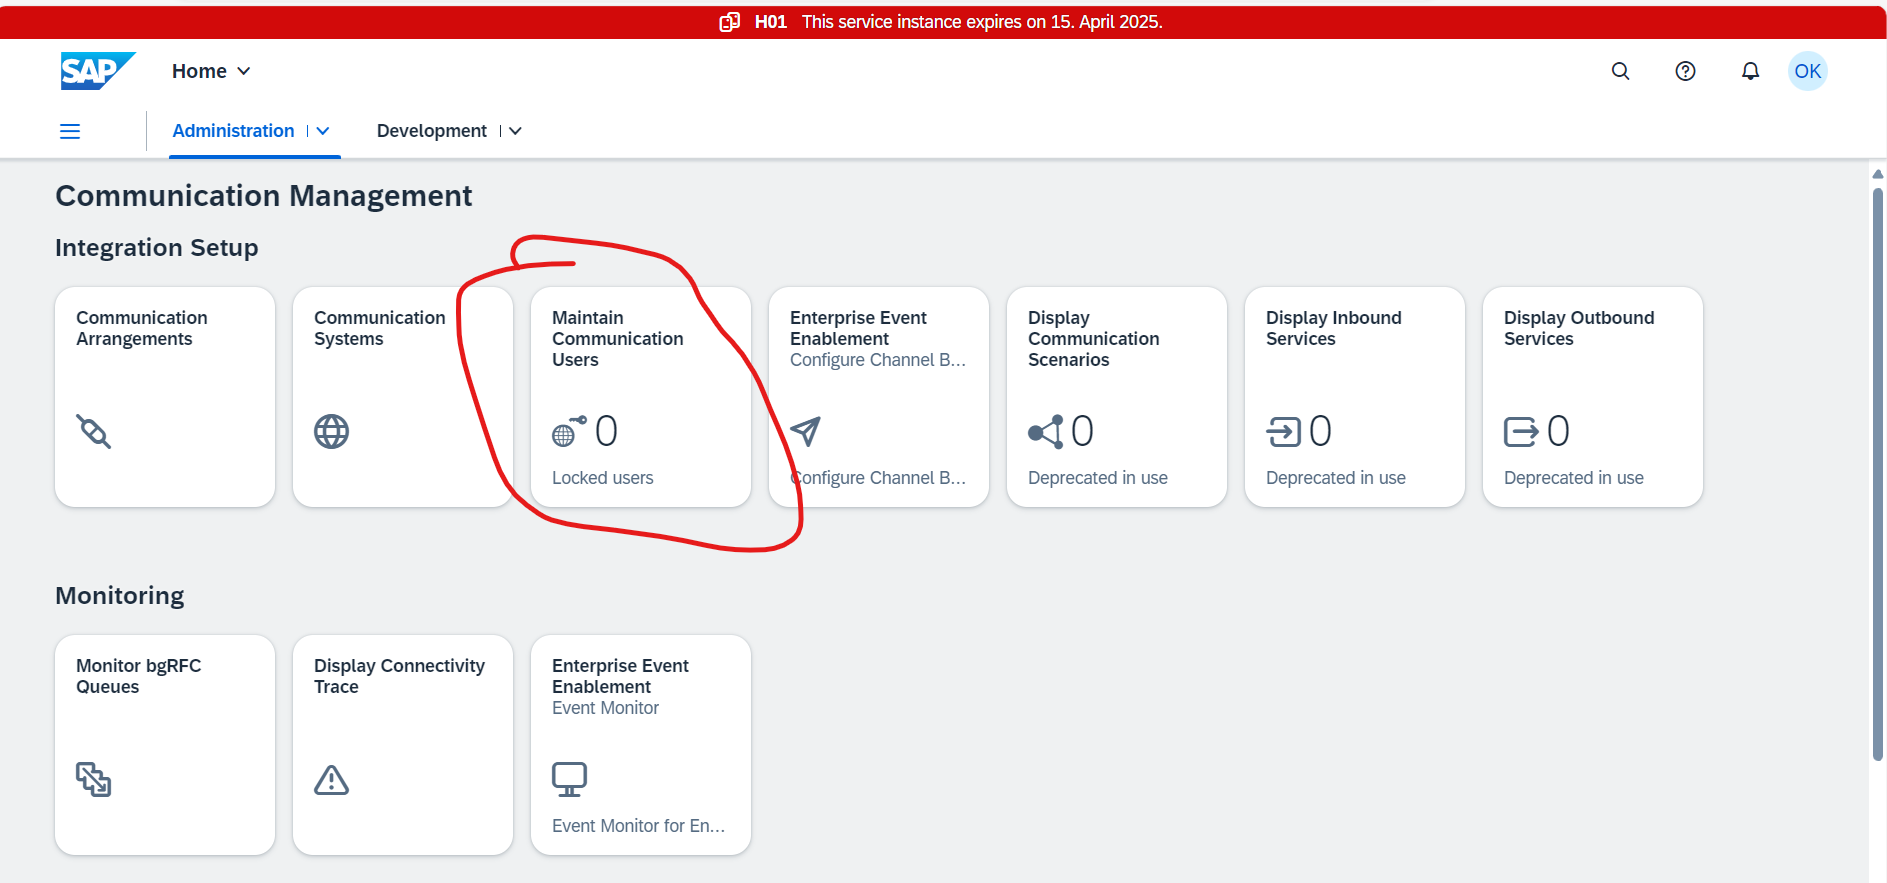 H01 This service instance expires on 15. April 2025.
SAP Home
OK
Administration Development
Communication Management
Integration Setup
Communication
Arrangements
Communication
Systems
Maintain
Communication
Users
0
Locked users
Enterprise Event
Enablement
Configure Channel B...
Configure Channel B...
Display
Communication
Scenarios
0
Deprecated in use
Display Inbound
Services
0
Deprecated in use
Display Outbound
Services
0
Deprecated in use
Monitoring
Monitor bgRFC
Queues
Display Connectivity
Trace
Enterprise Event
Enablement
Event Monitor
Event Monitor for En...